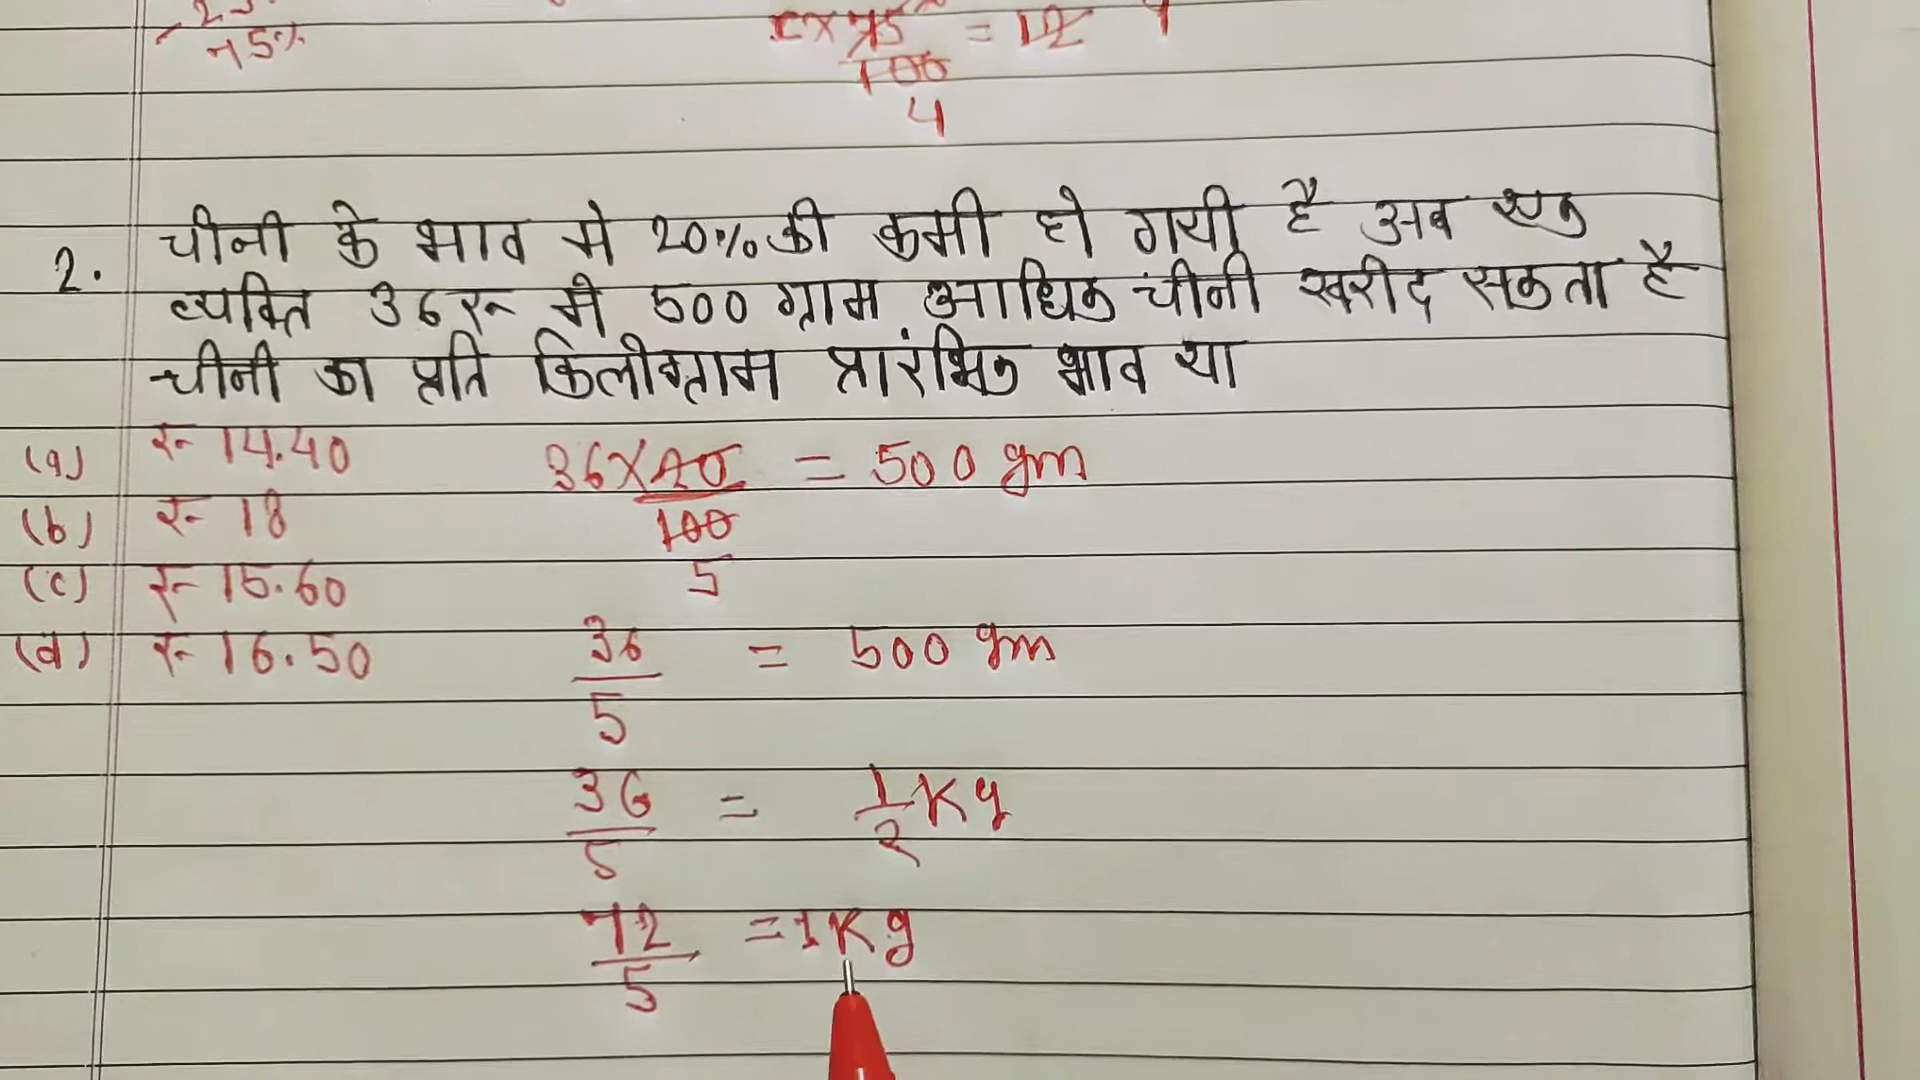 75%
× 75 = 12
100
4
2. चीनी के भाव मे 20% की कमी हो गयी है अब एक
व्यक्ति 36 रू मे 500 ग्राम अधिक चीनी खरीद सकता है
चीनी का प्रति किलोग्राम प्रारंभिक भाव था
(a) रू 14.40
36×20 = 500 gm
(b) रू 18
100
(c) रू 15.60
5
(d) रू 16.50
36 = 500 gm
5
36 = 1 Kg
5 2
72 = 1 Kg
5